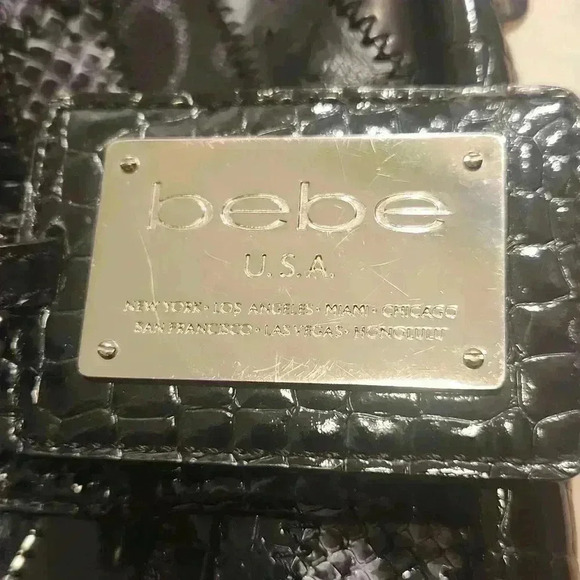 bebe
U.S.A.
NEW YORK · LOS ANGELES · MIAMI · CHICAGO
SAN FRANCISCO · LAS VEGAS · HONOLULU